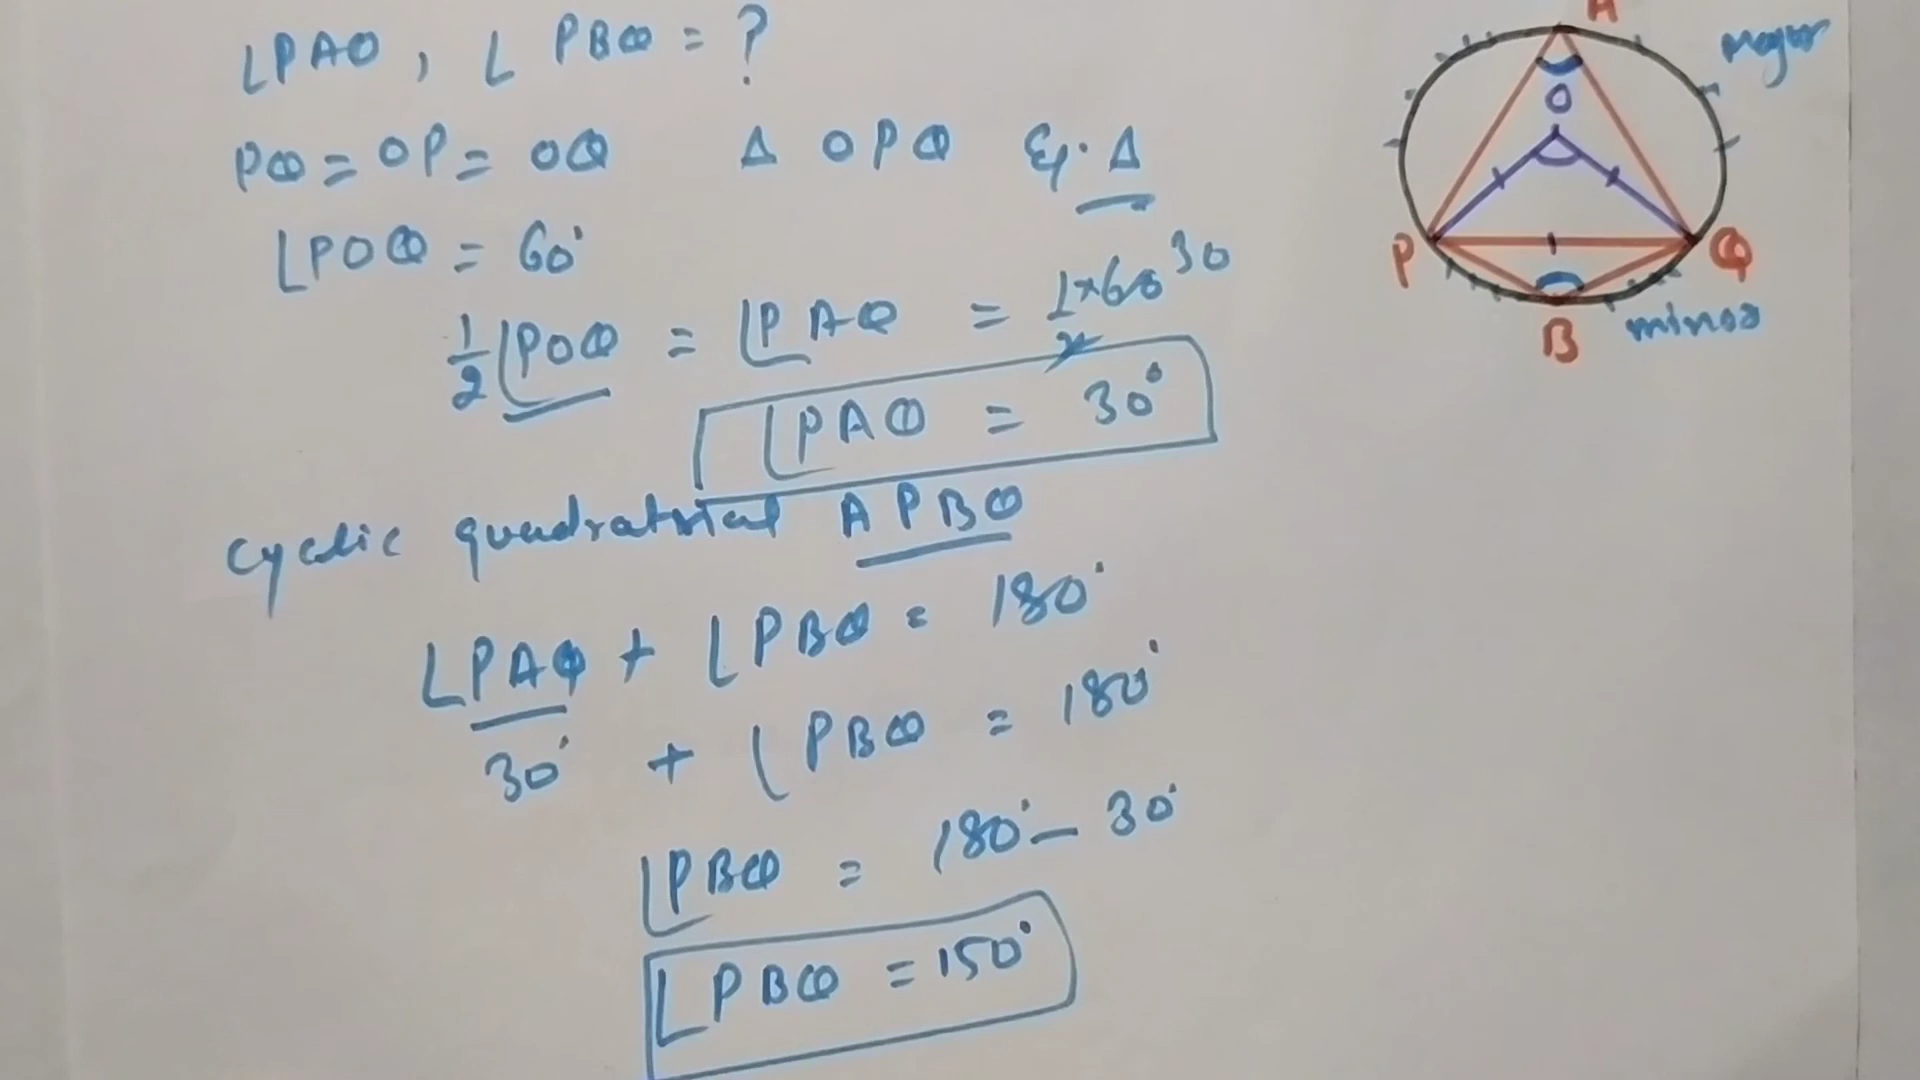 ∠PAQ, ∠PBQ = ?
PQ = OP = OQ   Δ OPQ   Eq. Δ
∠POQ = 60°
1/2 ∠POQ = ∠PAQ = 1×60/2 30
∠PAQ = 30°
cyclic quadratrial APBQ
∠PAQ + ∠PBQ = 180°
30° + ∠PBQ = 180°
∠PBQ = 180° - 30°
∠PBQ = 150°
A
major
O
P
Q
B
minor